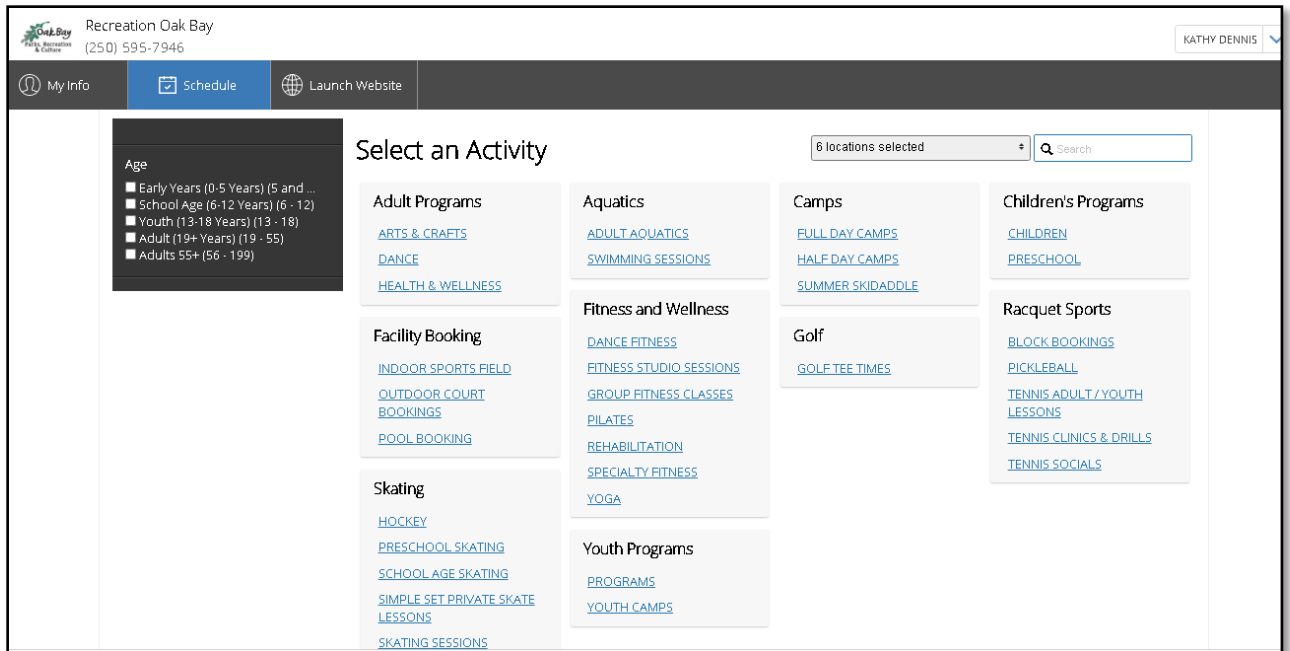 Oak Bay
Parks, Recreation
& Culture
Recreation Oak Bay
(250) 595-7946
KATHY DENNIS
My Info
Schedule
Launch Website
Age
Early Years (0-5 Years) (5 and ...
School Age (6-12 Years) (6 - 12)
Youth (13-18 Years) (13 - 18)
Adult (19+ Years) (19 - 55)
Adults 55+ (56 - 199)
Select an Activity
6 locations selected
Search
Adult Programs
ARTS & CRAFTS
DANCE
HEALTH & WELLNESS
Facility Booking
INDOOR SPORTS FIELD
OUTDOOR COURT
BOOKINGS
POOL BOOKING
Skating
HOCKEY
PRESCHOOL SKATING
SCHOOL AGE SKATING
SIMPLE SET PRIVATE SKATE
LESSONS
SKATING SESSIONS
Aquatics
ADULT AQUATICS
SWIMMING SESSIONS
Fitness and Wellness
DANCE FITNESS
FITNESS STUDIO SESSIONS
GROUP FITNESS CLASSES
PILATES
REHABILITATION
SPECIALTY FITNESS
YOGA
Youth Programs
PROGRAMS
YOUTH CAMPS
Camps
FULL DAY CAMPS
HALF DAY CAMPS
SUMMER SKIDADDLE
Golf
GOLF TEE TIMES
Children's Programs
CHILDREN
PRESCHOOL
Racquet Sports
BLOCK BOOKINGS
PICKLEBALL
TENNIS ADULT / YOUTH
LESSONS
TENNIS CLINICS & DRILLS
TENNIS SOCIALS